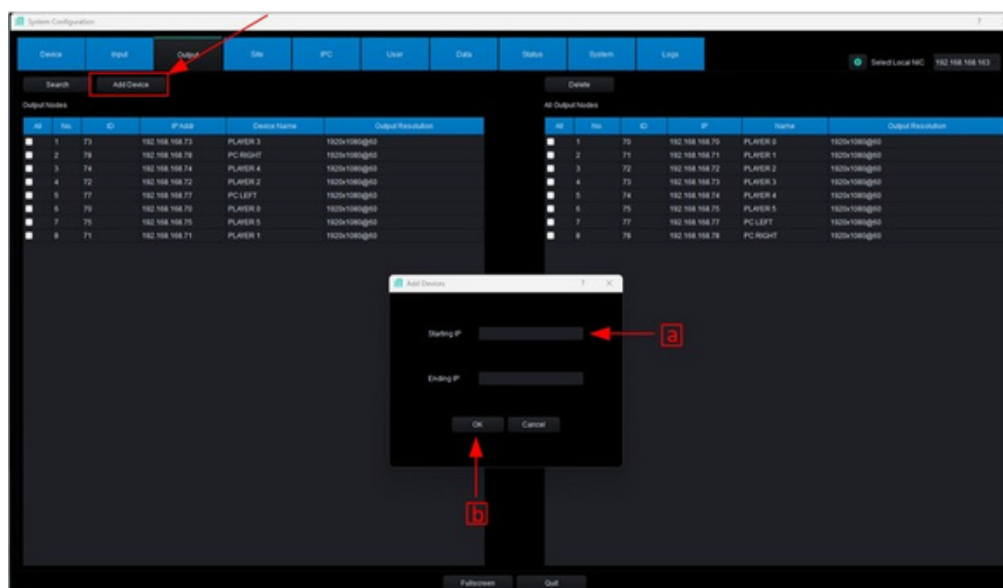 System Configuration ?
Device Input Output Site IPC User Data Status System Logs
Select Local NIC 192.168.168.163
Search Add Device Delete
Output Nodes All Output Nodes
All No. ID IP Addr Device Name Output Resolution
1 73 192.168.168.73 PLAYER 3 1920x1080@60
2 78 192.168.168.78 PC RIGHT 1920x1080@60
3 74 192.168.168.74 PLAYER 4 1920x1080@60
4 72 192.168.168.72 PLAYER 2 1920x1080@60
5 77 192.168.168.77 PC LEFT 1920x1080@60
6 70 192.168.168.70 PLAYER 0 1920x1080@60
7 75 192.168.168.75 PLAYER 5 1920x1080@60
8 71 192.168.168.71 PLAYER 1 1920x1080@60
All No. ID IP Name Output Resolution
1 70 192.168.168.70 PLAYER 0 1920x1080@60
2 71 192.168.168.71 PLAYER 1 1920x1080@60
3 72 192.168.168.72 PLAYER 2 1920x1080@60
4 73 192.168.168.73 PLAYER 3 1920x1080@60
5 74 192.168.168.74 PLAYER 4 1920x1080@60
6 75 192.168.168.75 PLAYER 5 1920x1080@60
7 77 192.168.168.77 PC LEFT 1920x1080@60
8 78 192.168.168.78 PC RIGHT 1920x1080@60
Add Devices ?
Starting IP
a
Ending IP
OK Cancel
b
Fullscreen Quit